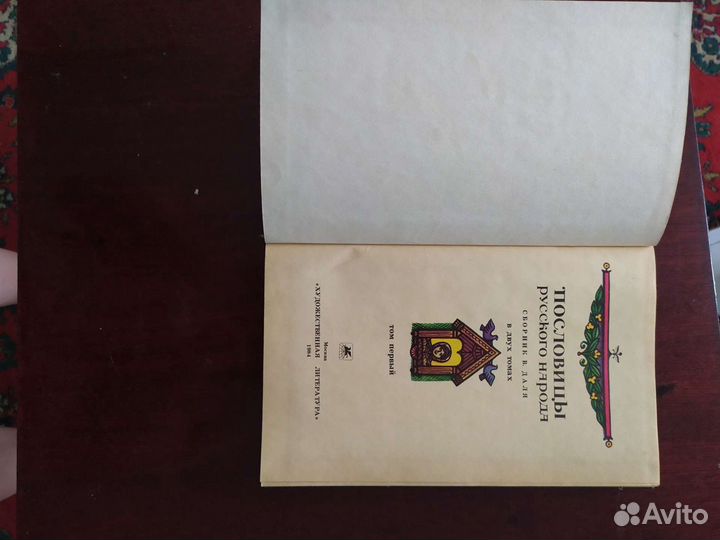 ПОСЛОВИЦЫ
русского народа
СБОРНИК В. ДАЛЯ
в двух томах
том первый
«ХУДОЖЕСТВЕННАЯ ЛИТЕРАТУРА»
Москва
1984
Avito